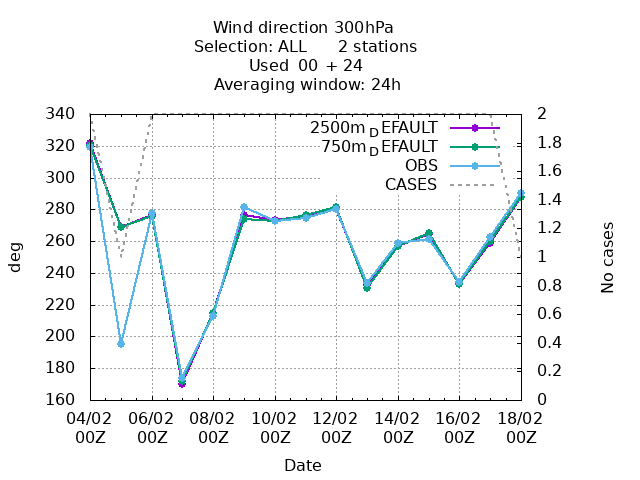 Wind direction 300hPa
Selection: ALL 2 stations
Used 00 + 24
Averaging window: 24h
340 2
2500m_DEFAULT
320 1.8
750m_DEFAULT
OBS
300 1.6
CASES
280 1.4
260 1.2
240 1
220 0.8
200 0.6
180 0.4
0.2
160 0
deg
No cases
04/02 06/02 08/02 10/02 12/02 14/02 16/02 18/02
00Z 00Z 00Z 00Z 00Z 00Z 00Z 00Z
Date